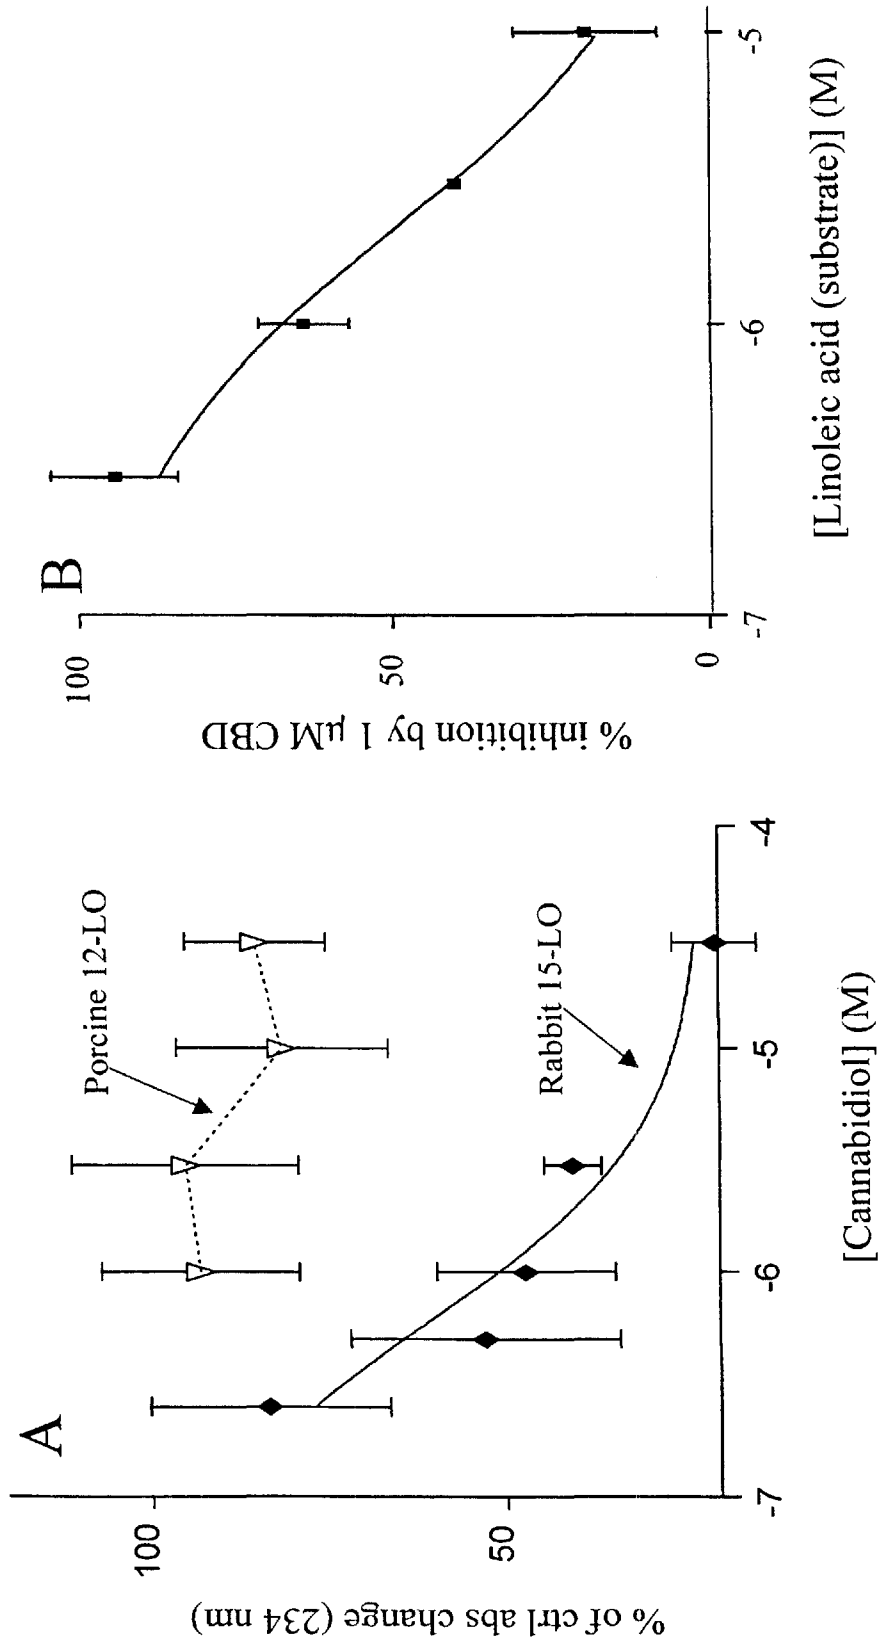 A
% of ctrl abs change (234 nm)
100
50
Porcine 12-LO
Rabbit 15-LO
-7
-6
-5
-4
[Cannabidiol] (M)
B
% inhibition by 1 µM CBD
100
50
0
-7
-6
-5
[Linoleic acid (substrate)] (M)